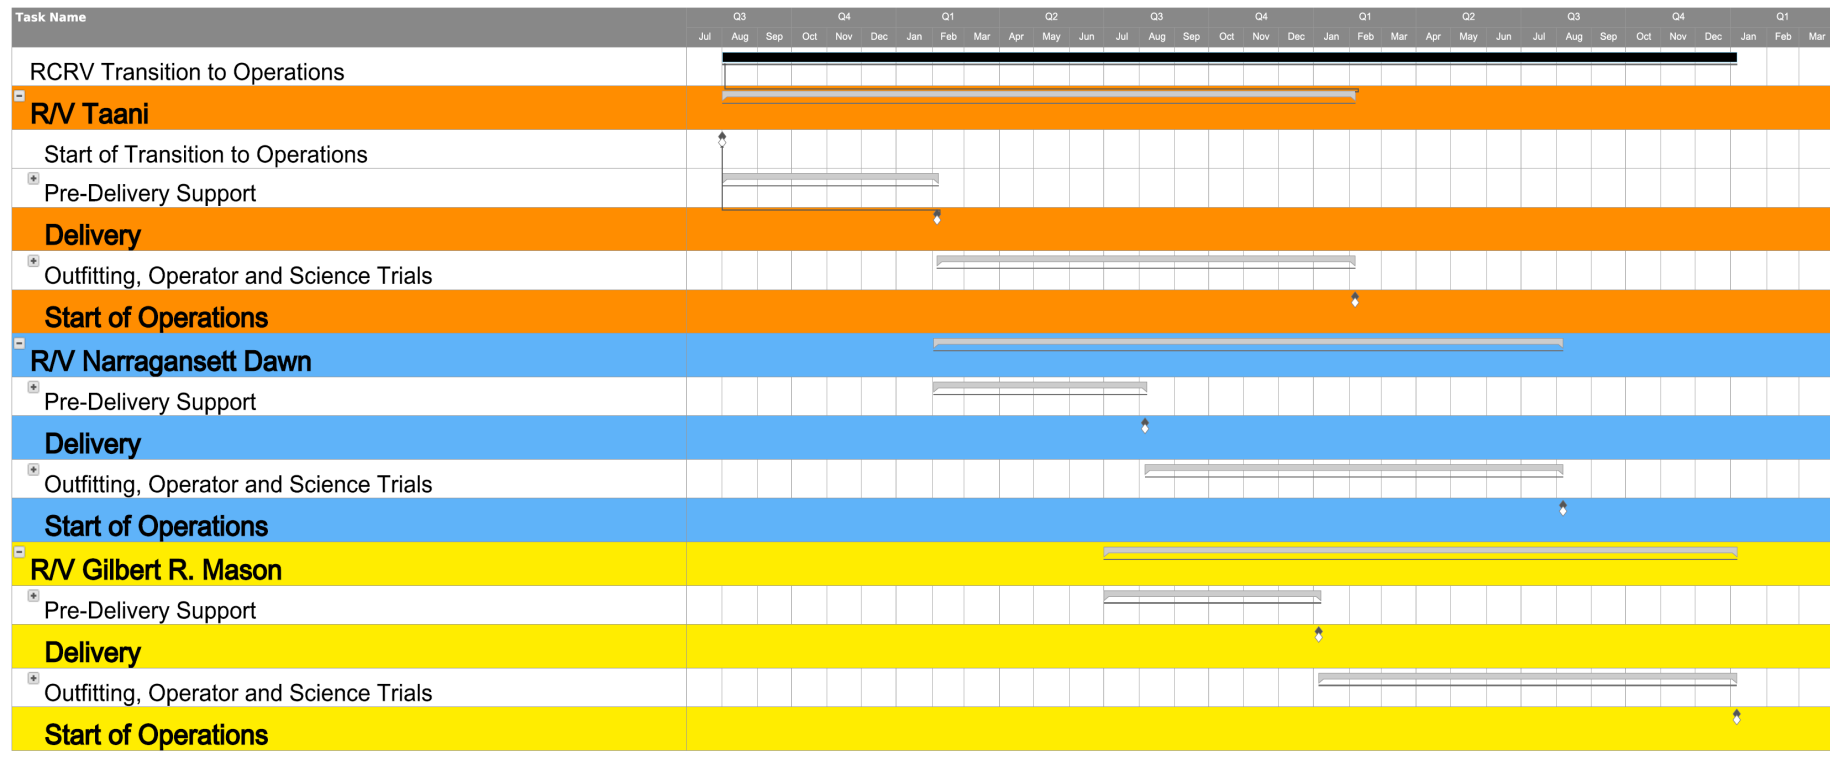 Task Name
Q3 Q4 Q1 Q2 Q3 Q4 Q1 Q2 Q3 Q4 Q1
Jul Aug Sep Oct Nov Dec Jan Feb Mar Apr May Jun Jul Aug Sep Oct Nov Dec Jan Feb Mar Apr May Jun Jul Aug Sep Oct Nov Dec Jan Feb Mar
RCRV Transition to Operations
R/V Taani
Start of Transition to Operations
Pre-Delivery Support
Delivery
Outfitting, Operator and Science Trials
Start of Operations
R/V Narragansett Dawn
Pre-Delivery Support
Delivery
Outfitting, Operator and Science Trials
Start of Operations
R/V Gilbert R. Mason
Pre-Delivery Support
Delivery
Outfitting, Operator and Science Trials
Start of Operations